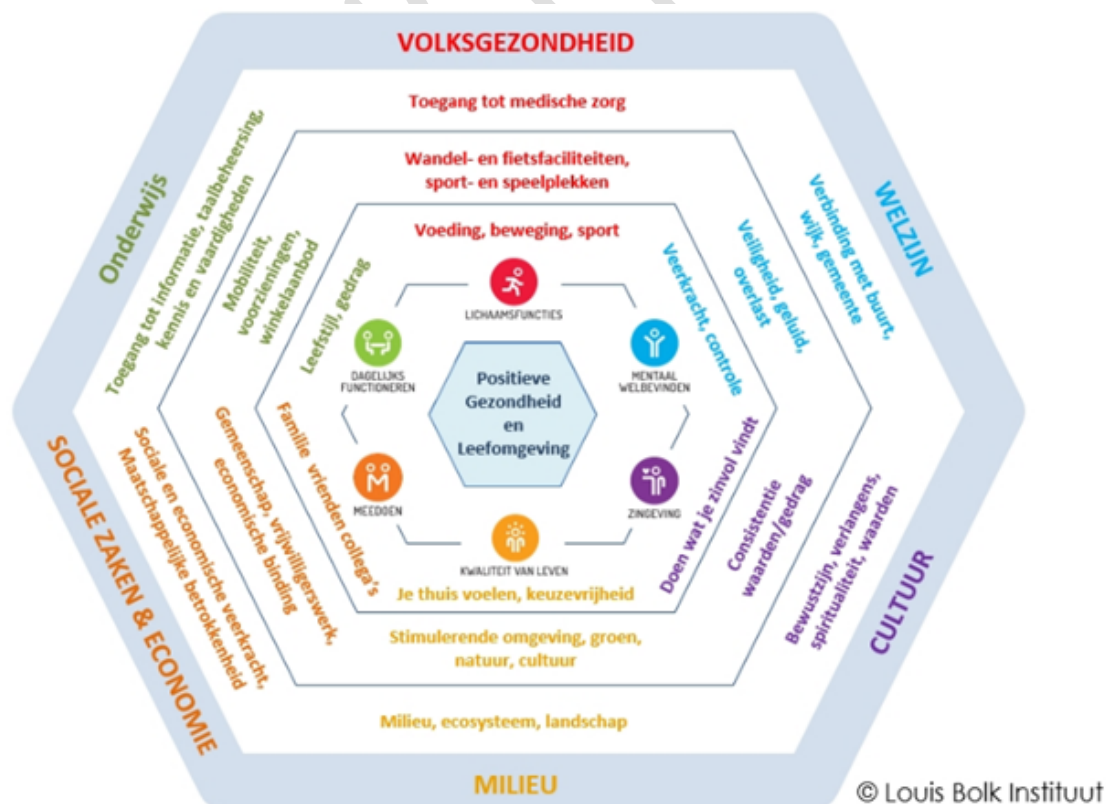 VOLKSGEZONDHEID
Toegang tot medische zorg
Wandel- en fietsfaciliteiten,
sport- en speelplekken
Voeding, beweging, sport
LICHAAMSFUNCTIES
Onderwijs
Toegang tot informatie, taalbeheersing,
kennis en vaardigheden
Mobiliteit,
voorzieningen,
winkelaanbod
Leefstijl, gedrag
DAGELIJKS
FUNCTIONEREN
WELZIJN
Verbinding met buurt,
wijk, gemeente
Veiligheid, geluid,
overlast
Veerkracht, controle
MENTAAL
WELBEVINDEN
Positieve
Gezondheid
en
Leefomgeving
SOCIALE ZAKEN & ECONOMIE
Sociale en economische veerkracht,
Maatschappelijke betrokkenheid
Gemeenschap, vrijwilligerswerk,
economische binding
Familie vrienden collega's
MEEDOEN
CULTUUR
Bewustzijn, verlangens,
spiritualiteit, waarden
Consistentie
waarden/gedrag
Doen wat je zinvol vindt
ZINGEVING
KWALITEIT VAN LEVEN
Je thuis voelen, keuzevrijheid
Stimulerende omgeving, groen,
natuur, cultuur
Milieu, ecosysteem, landschap
MILIEU
© Louis Bolk Instituut